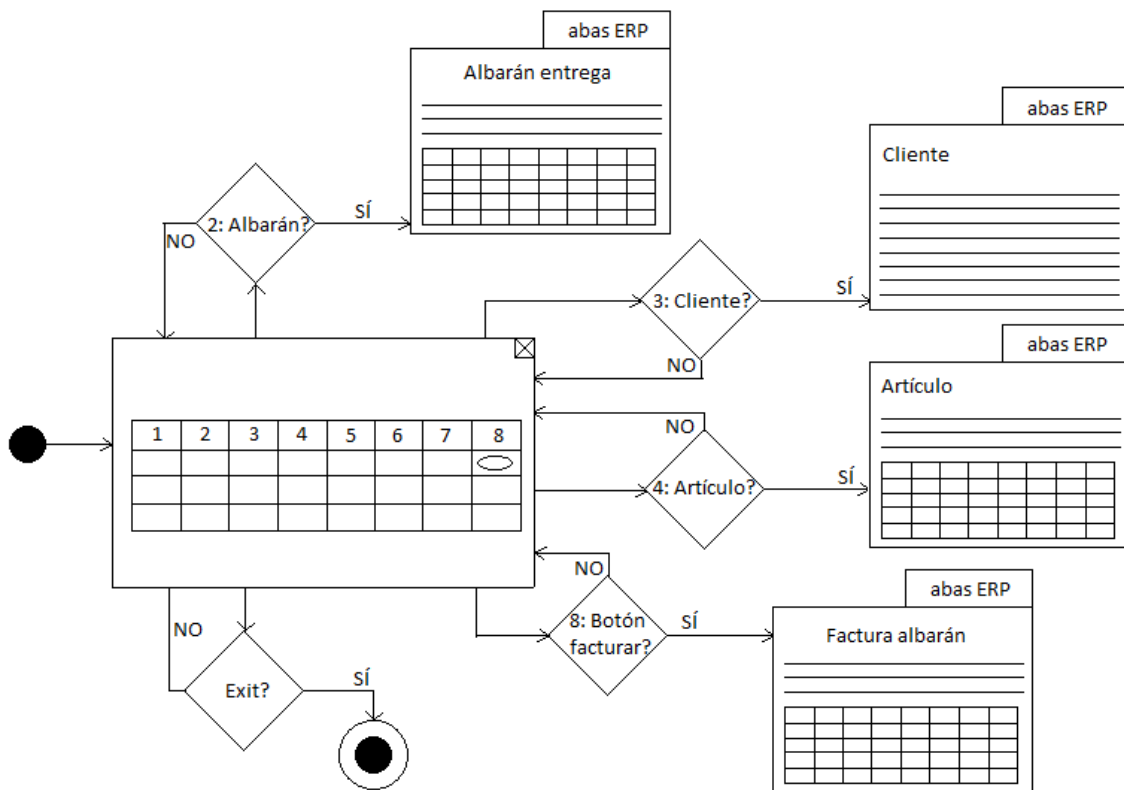 abas ERP
Albarán entrega
abas ERP
Cliente
2: Albarán?
SÍ
NO
3: Cliente?
SÍ
NO
abas ERP
Artículo
1 2 3 4 5 6 7 8
NO
4: Artículo?
SÍ
NO
abas ERP
8: Botón
facturar?
SÍ
Factura albarán
NO
Exit?
SÍ